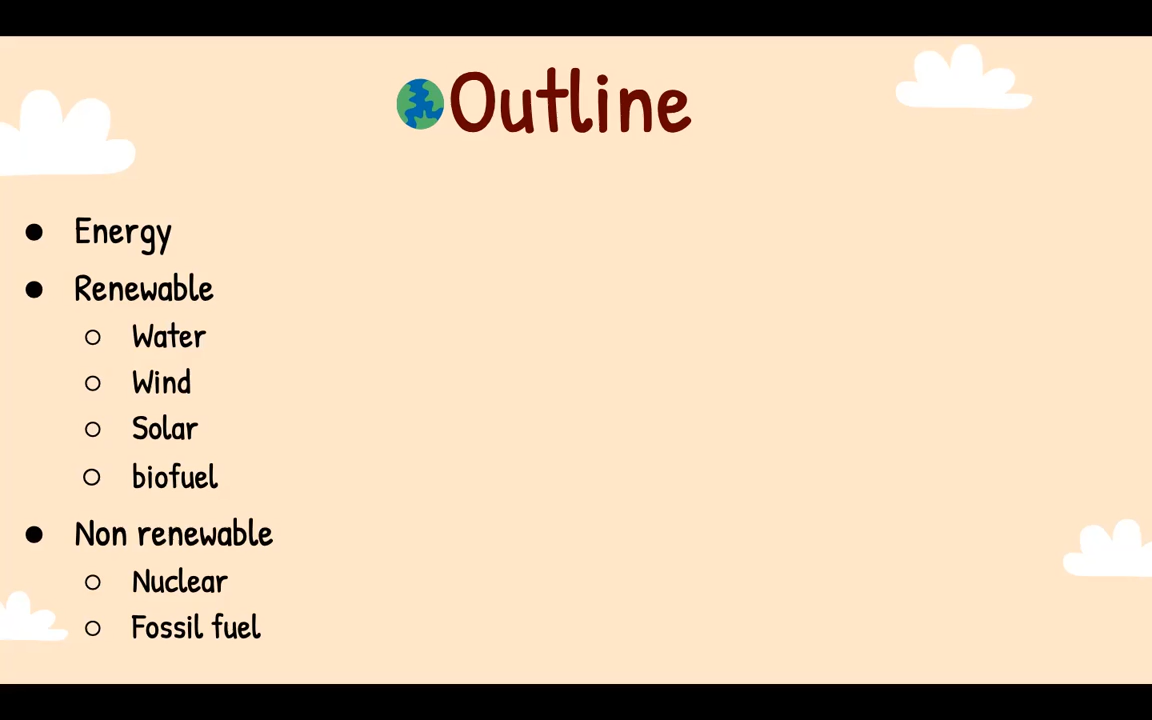 Outline
● Energy
● Renewable
○ Water
○ Wind
○ Solar
○ biofuel
● Non renewable
○ Nuclear
○ Fossil fuel